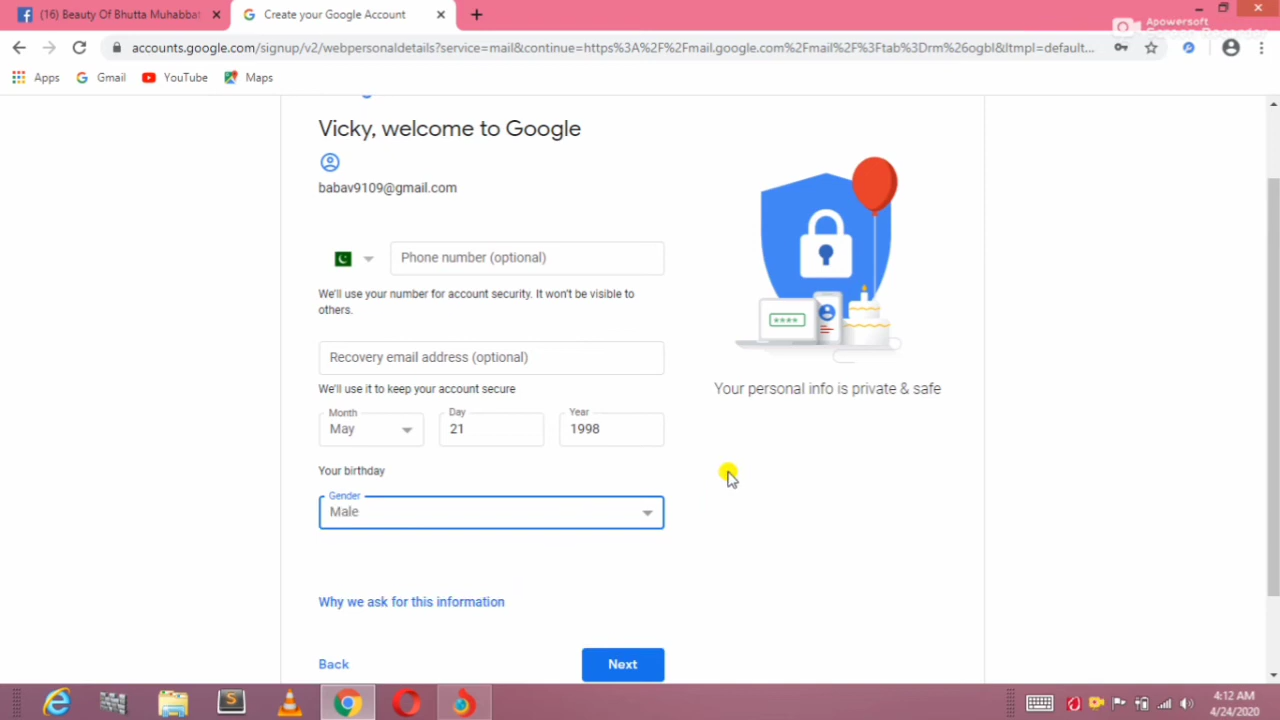 (16) Beauty Of Bhutta Muhabbat
Create your Google Account
Apowersoft
Screen Recorder
accounts.google.com/signup/v2/webpersonaldetails?service=mail&continue=https%3A%2F%2Fmail.google.com%2Fmail%2F%3Ftab%3Drm%26ogbl&ltmpl=default...
Apps
Gmail
YouTube
Maps
Vicky, welcome to Google
babav9109@gmail.com
Phone number (optional)
We'll use your number for account security. It won't be visible to
others.
Recovery email address (optional)
We'll use it to keep your account secure
Month
May
Day
21
Year
1998
Your birthday
Gender
Male
Why we ask for this information
Back
Next
****
Your personal info is private & safe
4:12 AM
4/24/2020